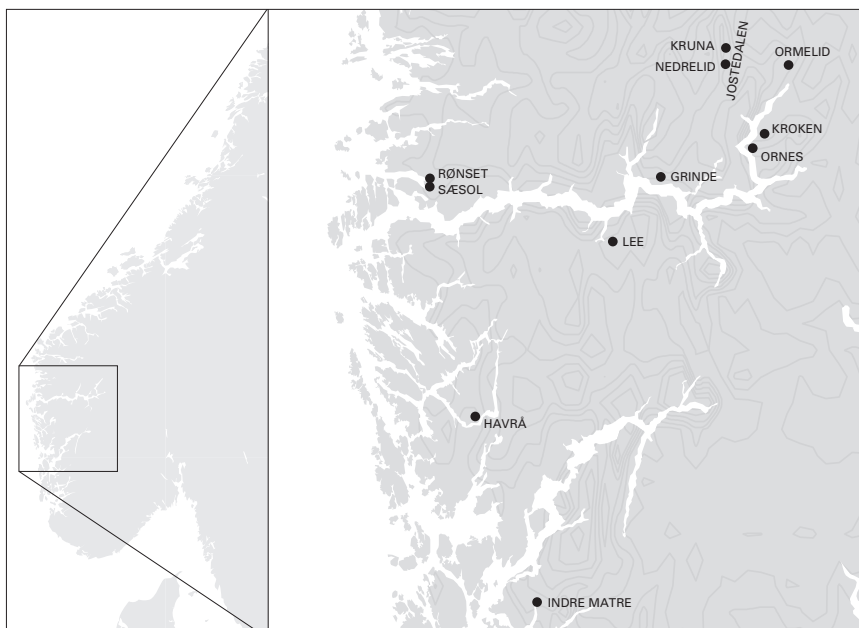 KRUNA
NEDRELID
JOSTEDALEN
ORMELID
KROKEN
ORNES
RØNSET
SÆSOL
GRINDE
LEE
HAVRÅ
INDRE MATRE